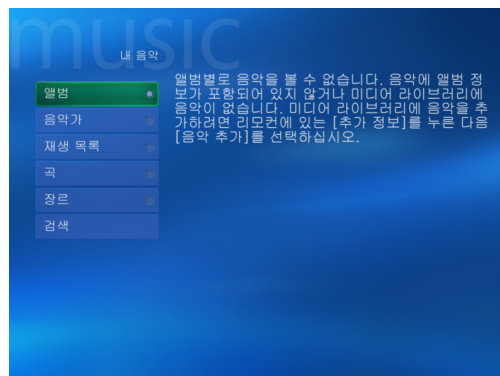 music
내 음악
앨범
음악가
재생 목록
곡
장르
검색
앨범별로 음악을 볼 수 없습니다. 음악에 앨범 정
보가 포함되어 있지 않거나 미디어 라이브러리에
음악이 없습니다. 미디어 라이브러리에 음악을 추
가하려면 리모컨에 있는 [추가 정보]를 누른 다음
[음악 추가]를 선택하십시오.